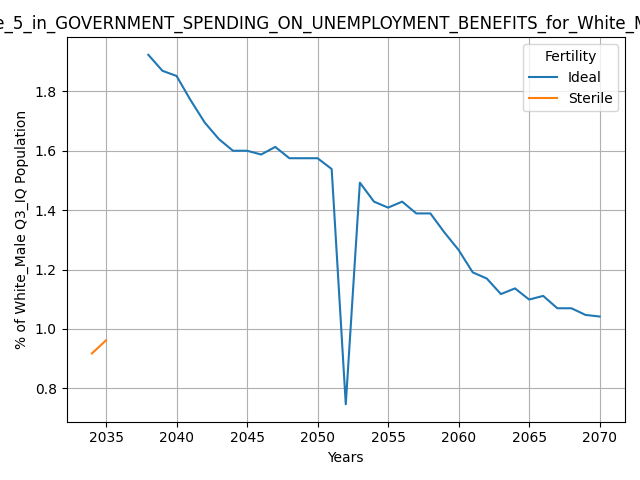 e_5_in_GOVERNMENT_SPENDING_ON_UNEMPLOYMENT_BENEFITS_for_White_M
Fertility
Ideal
Sterile
% of White_Male Q3_IQ Population
1.8
1.6
1.4
1.2
1.0
0.8
2035 2040 2045 2050 2055 2060 2065 2070
Years